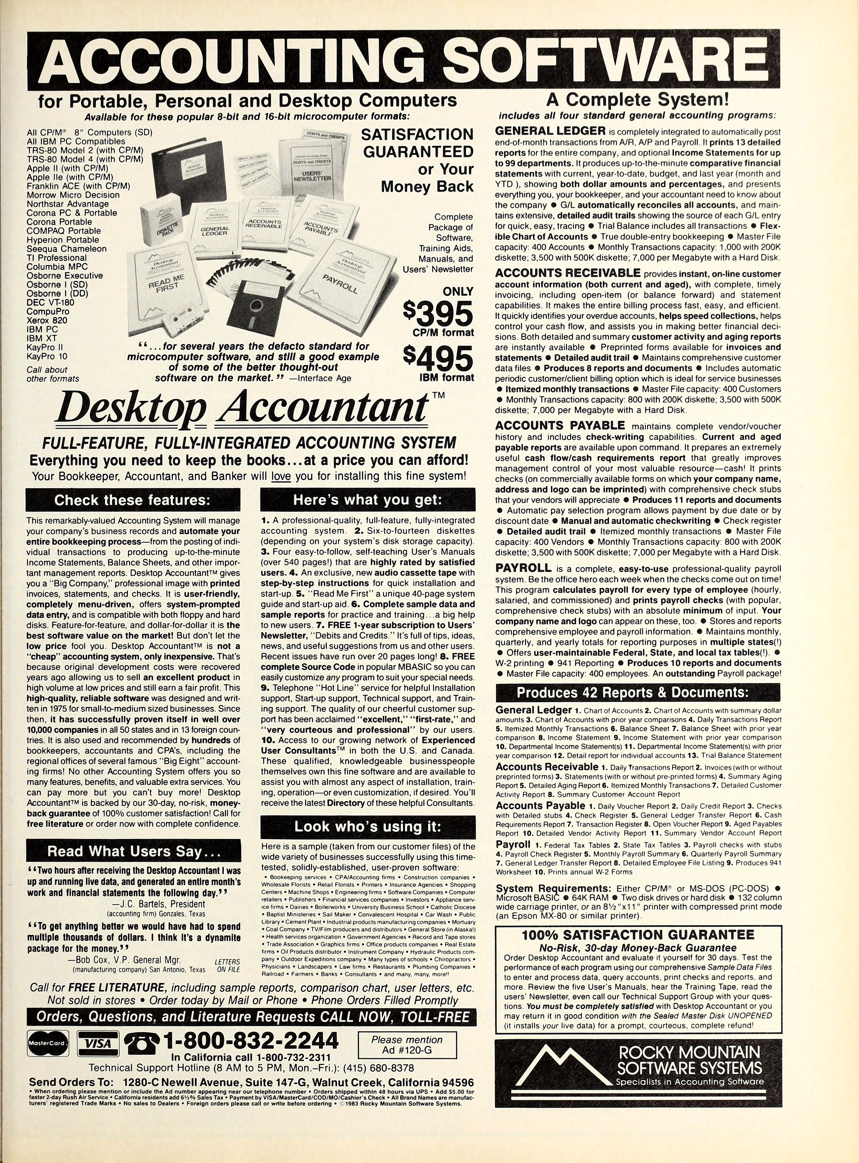 ACCOUNTING SOFTWARE
for Portable, Personal and Desktop Computers
Available for these popular 8-bit and 16-bit microcomputer formats:
All CP/M® 8" Computers (SD)
All IBM PC Compatibles
TRS-80 Model 2 (with CP/M)
TRS-80 Model 4 (with CP/M)
Apple II (with CP/M)
Apple IIe (with CP/M)
Franklin ACE (with CP/M)
Morrow Micro Decision
Northstar Advantage
Corona PC & Portable
Corona Portable
COMPAQ Portable
Hyperion Portable
Seequa Chameleon
TI Professional
Columbia MPC
Osborne Executive
Osborne I (SD)
Osborne I (DD)
DEC VT-180
CompuPro
Xerox 820
IBM PC
IBM XT
KayPro II
KayPro 10
Call about
other formats
USERS'
NEWSLETTER
DISKETTE
PACK
GENERAL
LEDGER
ACCOUNTS
RECEIVABLE
ACCOUNTS
PAYABLE
READ ME
FIRST
PAYROLL
SATISFACTION
GUARANTEED
or Your
Money Back
Complete
Package of
Software,
Training Aids,
Manuals, and
Users' Newsletter
ONLY
$395
CP/M format
$495
IBM format
"...for several years the defacto standard for
microcomputer software, and still a good example
of some of the better thought-out
software on the market." —Interface Age
Desktop Accountant™
FULL-FEATURE, FULLY-INTEGRATED ACCOUNTING SYSTEM
Everything you need to keep the books...at a price you can afford!
Your Bookkeeper, Accountant, and Banker will love you for installing this fine system!
Check these features:
This remarkably-valued Accounting System will manage
your company's business records and automate your
entire bookkeeping process—from the posting of indi-
vidual transactions to producing up-to-the-minute
Income Statements, Balance Sheets, and other impor-
tant management reports. Desktop Accountant™ gives
you a "Big Company," professional image with printed
invoices, statements, and checks. It is user-friendly,
completely menu-driven, offers system-prompted
data entry, and is compatible with both floppy and hard
disks. Feature-for-feature, and dollar-for-dollar it is the
best software value on the market! But don't let the
low price fool you. Desktop Accountant™ is not a
"cheap" accounting system, only inexpensive. That's
because original development costs were recovered
years ago allowing us to sell an excellent product in
high volume at low prices and still earn a fair profit. This
high-quality, reliable software was designed and writ-
ten in 1975 for small-to-medium sized businesses. Since
then, it has successfully proven itself in well over
10,000 companies in all 50 states and in 13 foreign coun-
tries. It is also used and recommended by hundreds of
bookkeepers, accountants and CPA's, including the
regional offices of several famous "Big Eight" account-
ing firms! No other Accounting System offers you so
many features, benefits, and valuable extra services. You
can pay more but you can't buy more! Desktop
Accountant™ is backed by our 30-day, no-risk, money-
back guarantee of 100% customer satisfaction! Call for
free literature or order now with complete confidence.
Read What Users Say...
"Two hours after receiving the Desktop Accountant I was
up and running live data, and generated an entire month's
work and financial statements the following day."
—J.C. Bartels, President
(accounting firm) Gonzales, Texas
"To get anything better we would have had to spend
multiple thousands of dollars. I think it's a dynamite
package for the money."
—Bob Cox, V.P. General Mgr.
(manufacturing company) San Antonio, Texas
LETTERS
ON FILE
Here's what you get:
1. A professional-quality, full-feature, fully-integrated
accounting system. 2. Six-to-fourteen diskettes
(depending on your system's disk storage capacity).
3. Four easy-to-follow, self-teaching User's Manuals
(over 540 pages!) that are highly rated by satisfied
users. 4. An exclusive, new audio cassette tape with
step-by-step instructions for quick installation and
start-up. 5. "Read Me First" a unique 40-page system
guide and start-up aid. 6. Complete sample data and
sample reports for practice and training...a big help
to new users. 7. FREE 1-year subscription to Users'
Newsletter, "Debits and Credits." It's full of tips, ideas,
news, and useful suggestions from us and other users.
Recent issues have run over 20 pages long! 8. FREE
complete Source Code in popular MBASIC so you can
easily customize any program to suit your special needs.
9. Telephone "Hot Line" service for helpful Installation
support, Start-up support, Technical support, and Train-
ing support. The quality of our cheerful customer sup-
port has been acclaimed "excellent," "first-rate," and
"very courteous and professional" by our users.
10. Access to our growing network of Experienced
User Consultants™ in both the U.S. and Canada.
These qualified, knowledgeable businesspeople
themselves own this fine software and are available to
assist you with almost any aspect of installation, train-
ing, operation—or even customization, if desired. You'll
receive the latest Directory of these helpful Consultants.
Look who's using it:
Here is a sample (taken from our customer files) of the
wide variety of businesses successfully using this time-
tested, solidly-established, user-proven software:
• Bookkeeping services • CPA/Accounting firms • Construction companies •
Wholesale Florists • Retail Florists • Printers • Insurance Agencies • Shopping
Centers • Machine Shops • Engineering firms • Software Companies • Computer
retailers • Publishers • Financial services companies • Investors • Appliance serv-
ice firms • Dairies • Boilerworks • University Business School • Catholic Diocese
• Baptist Ministries • Sail Maker • Convalescent Hospital • Car Wash • Public
Library • Cement Plant • Industrial products manufacturing companies • Mortuary
• Coal Company • TV/Film producers and distributors • General Store (in Alaska!)
• Health services organization • Government Agencies • Record and Tape stores
• Trade Association • Graphics firms • Office products companies • Real Estate
firms • Oil Products distributor • Instrument Company • Hydraulic Products com-
pany • Outdoor Expeditions company • Many types of schools • Chiropractors •
Physicians • Landscapers • Law firms • Restaurants • Plumbing Companies •
Railroad • Farmers • Banks • Consultants • and many, many, more!!
Call for FREE LITERATURE, including sample reports, comparison chart, user letters, etc.
Not sold in stores • Order today by Mail or Phone • Phone Orders Filled Promptly
Orders, Questions, and Literature Requests CALL NOW, TOLL-FREE
MasterCard
VISA
1-800-832-2244
In California call 1-800-732-2311
Please mention
Ad #120-G
Technical Support Hotline (8 AM to 5 PM, Mon.–Fri.): (415) 680-8378
Send Orders To: 1280-C Newell Avenue, Suite 147-G, Walnut Creek, California 94596
• When ordering please mention or include the Ad number appearing near our telephone number • Orders shipped within 48 hours via UPS • Add $5.00 for
faster 2-day Rush Air Service • California residents add 6½% Sales Tax • Payment by VISA/MasterCard/COD/MO/Cashier's Check • All Brand Names are manufac-
turers' registered Trade Marks • No sales to Dealers • Foreign orders please call or write before ordering • ©1983 Rocky Mountain Software Systems.
A Complete System!
includes all four standard general accounting programs:
GENERAL LEDGER is completely integrated to automatically post
end-of-month transactions from A/R, A/P and Payroll. It prints 13 detailed
reports for the entire company, and optional Income Statements for up
to 99 departments. It produces up-to-the-minute comparative financial
statements with current, year-to-date, budget, and last year (month and
YTD ), showing both dollar amounts and percentages, and presents
everything you, your bookkeeper, and your accountant need to know about
the company ● G/L automatically reconciles all accounts, and main-
tains extensive, detailed audit trails showing the source of each G/L entry
for quick, easy, tracing ● Trial Balance includes all transactions ● Flex-
ible Chart of Accounts ● True double-entry bookkeeping ● Master File
capacity: 400 Accounts ● Monthly Transactions capacity: 1,000 with 200K
diskette; 3,500 with 500K diskette; 7,000 per Megabyte with a Hard Disk.
ACCOUNTS RECEIVABLE provides instant, on-line customer
account information (both current and aged), with complete, timely
invoicing, including open-item (or balance forward) and statement
capabilities. It makes the entire billing process fast, easy, and efficient.
It quickly identifies your overdue accounts, helps speed collections, helps
control your cash flow, and assists you in making better financial deci-
sions. Both detailed and summary customer activity and aging reports
are instantly available ● Preprinted forms available for invoices and
statements ● Detailed audit trail ● Maintains comprehensive customer
data files ● Produces 8 reports and documents ● Includes automatic
periodic customer/client billing option which is ideal for service businesses
● Itemized monthly transactions ● Master File capacity: 400 Customers
● Monthly Transactions capacity: 800 with 200K diskette; 3,500 with 500K
diskette; 7,000 per Megabyte with a Hard Disk.
ACCOUNTS PAYABLE maintains complete vendor/voucher
history and includes check-writing capabilities. Current and aged
payable reports are available upon command. It prepares an extremely
useful cash flow/cash requirements report that greatly improves
management control of your most valuable resource—cash! It prints
checks (on commercially available forms on which your company name,
address and logo can be imprinted) with comprehensive check stubs
that your vendors will appreciate ● Produces 11 reports and documents
● Automatic pay selection program allows payment by due date or by
discount date ● Manual and automatic checkwriting ● Check register
● Detailed audit trail ● Itemized monthly transactions ● Master File
capacity: 400 Vendors ● Monthly Transactions capacity: 800 with 200K
diskette; 3,500 with 500K diskette; 7,000 per Megabyte with a Hard Disk.
PAYROLL is a complete, easy-to-use professional-quality payroll
system. Be the office hero each week when the checks come out on time!
This program calculates payroll for every type of employee (hourly,
salaried, and commissioned) and prints payroll checks (with popular,
comprehensive check stubs) with an absolute minimum of input. Your
company name and logo can appear on these, too. ● Stores and reports
comprehensive employee and payroll information. ● Maintains monthly,
quarterly, and yearly totals for reporting purposes in multiple states(!)
● Offers user-maintainable Federal, State, and local tax tables(!). ●
W-2 printing ● 941 Reporting ● Produces 10 reports and documents
● Master File capacity: 400 employees. An outstanding Payroll package!
Produces 42 Reports & Documents:
General Ledger 1. Chart of Accounts 2. Chart of Accounts with summary dollar
amounts 3. Chart of Accounts with prior year comparisons 4. Daily Transactions Report
5. Itemized Monthly Transactions 6. Balance Sheet 7. Balance Sheet with prior year
comparison 8. Income Statement 9. Income Statement with prior year comparison
10. Departmental Income Statement(s) 11. Departmental Income Statement(s) with prior
year comparison 12. Detail report for individual accounts 13. Trial Balance Statement
Accounts Receivable 1. Daily Transactions Report 2. Invoices (with or without
preprinted forms) 3. Statements (with or without pre-printed forms) 4. Summary Aging
Report 5. Detailed Aging Report 6. Itemized Monthly Transactions 7. Detailed Customer
Activity Report 8. Summary Customer Account Report
Accounts Payable 1. Daily Voucher Report 2. Daily Credit Report 3. Checks
with Detailed stubs 4. Check Register 5. General Ledger Transfer Report 6. Cash
Requirements Report 7. Transaction Register 8. Open Voucher Report 9. Aged Payables
Report 10. Detailed Vendor Activity Report 11. Summary Vendor Account Report
Payroll 1. Federal Tax Tables 2. State Tax Tables 3. Payroll checks with stubs
4. Payroll Check Register 5. Monthly Payroll Summary 6. Quarterly Payroll Summary
7. General Ledger Transfer Report 8. Detailed Employee File Listing 9. Produces 941
Worksheet 10. Prints annual W-2 Forms
System Requirements: Either CP/M® or MS-DOS (PC-DOS) ●
Microsoft BASIC ● 64K RAM ● Two disk drives or hard disk ● 132 column
wide carriage printer, or an 8½"x11" printer with compressed print mode
(an Epson MX-80 or similar printer).
100% SATISFACTION GUARANTEE
No-Risk, 30-day Money-Back Guarantee
Order Desktop Accountant and evaluate it yourself for 30 days. Test the
performance of each program using our comprehensive Sample Data Files
to enter and process data, query accounts, print checks and reports, and
more. Review the five User's Manuals, hear the Training Tape, read the
users' Newsletter, even call our Technical Support Group with your ques-
tions. You must be completely satisfied with Desktop Accountant or you
may return it in good condition with the Sealed Master Disk UNOPENED
(it installs your live data) for a prompt, courteous, complete refund!
ROCKY MOUNTAIN
SOFTWARE SYSTEMS
Specialists in Accounting Software